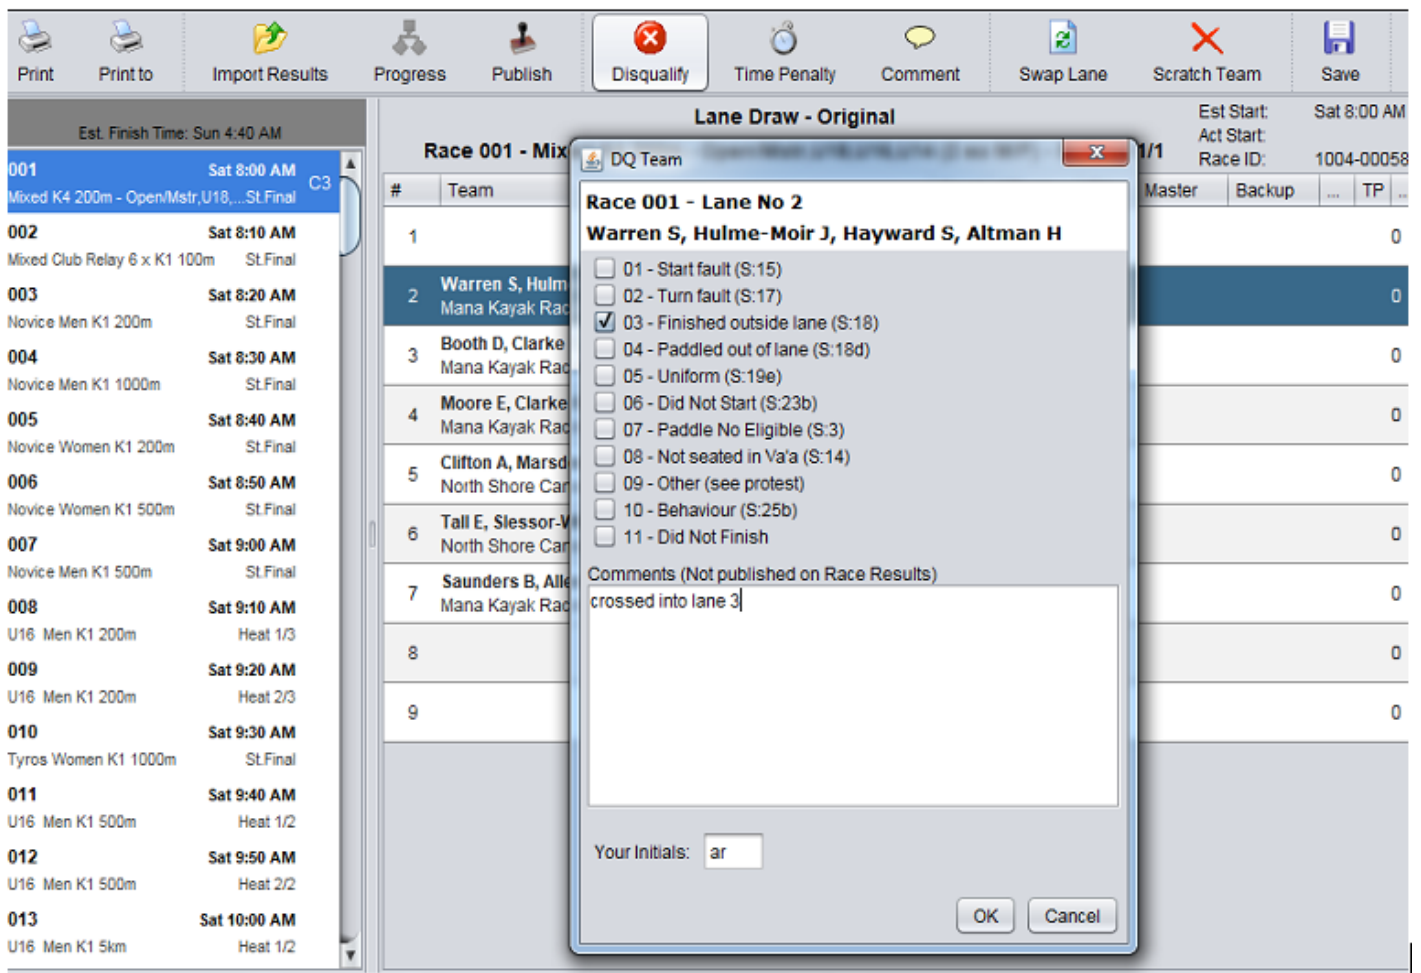 Print Print to Import Results Progress Publish Disqualify Time Penalty Comment Swap Lane Scratch Team Save
Est. Finish Time: Sun 4:40 AM
001 Sat 8:00 AM
Mixed K4 200m - Open/Mstr,U18,...St.Final C3
002 Sat 8:10 AM
Mixed Club Relay 6 x K1 100m St.Final
003 Sat 8:20 AM
Novice Men K1 200m St.Final
004 Sat 8:30 AM
Novice Men K1 1000m St.Final
005 Sat 8:40 AM
Novice Women K1 200m St.Final
006 Sat 8:50 AM
Novice Women K1 500m St.Final
007 Sat 9:00 AM
Novice Men K1 500m St.Final
008 Sat 9:10 AM
U16 Men K1 200m Heat 1/3
009 Sat 9:20 AM
U16 Men K1 200m Heat 2/3
010 Sat 9:30 AM
Tyros Women K1 1000m St.Final
011 Sat 9:40 AM
U16 Men K1 500m Heat 1/2
012 Sat 9:50 AM
U16 Men K1 500m Heat 2/2
013 Sat 10:00 AM
U16 Men K1 5km Heat 1/2
Lane Draw - Original
Race 001 - Mix 1/1
Est Start: Sat 8:00 AM
Act Start:
Race ID: 1004-00058
# Team Master Backup ... TP ..
1 0
2 Warren S, Hulm 0
Mana Kayak Rac
3 Booth D, Clarke 0
Mana Kayak Rac
4 Moore E, Clarke 0
Mana Kayak Rac
5 Clifton A, Marsd 0
North Shore Can
6 Tall E, Slessor-W 0
North Shore Can
7 Saunders B, Alle 0
Mana Kayak Rac
8 0
9 0
DQ Team
Race 001 - Lane No 2
Warren S, Hulme-Moir J, Hayward S, Altman H
01 - Start fault (S:15)
02 - Turn fault (S:17)
03 - Finished outside lane (S:18)
04 - Paddled out of lane (S:18d)
05 - Uniform (S:19e)
06 - Did Not Start (S:23b)
07 - Paddle No Eligible (S:3)
08 - Not seated in Va'a (S:14)
09 - Other (see protest)
10 - Behaviour (S:25b)
11 - Did Not Finish
Comments (Not published on Race Results)
crossed into lane 3
Your Initials: ar
OK Cancel